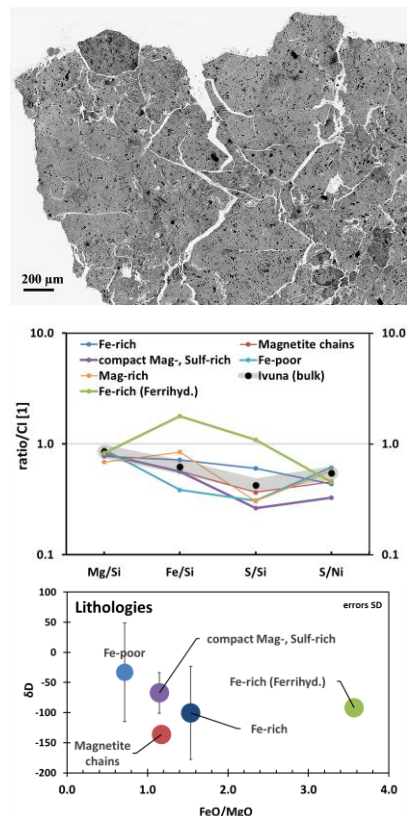 200 µm
10.0
10.0
Fe-rich
Magnetite chains
compact Mag-, Sulf-rich
Fe-poor
Mag-rich
Ivuna (bulk)
Fe-rich (Ferrihyd.)
ratio/CI [1]
1.0
1.0
0.1
0.1
Mg/Si
Fe/Si
S/Si
S/Ni
100
Lithologies
errors SD
50
compact Mag-, Sulf-rich
0
Fe-poor
δD
-50
Fe-rich (Ferrihyd.)
-100
Fe-rich
-150
Magnetite
chains
-200
0.0
1.0
2.0
3.0
4.0
FeO/MgO